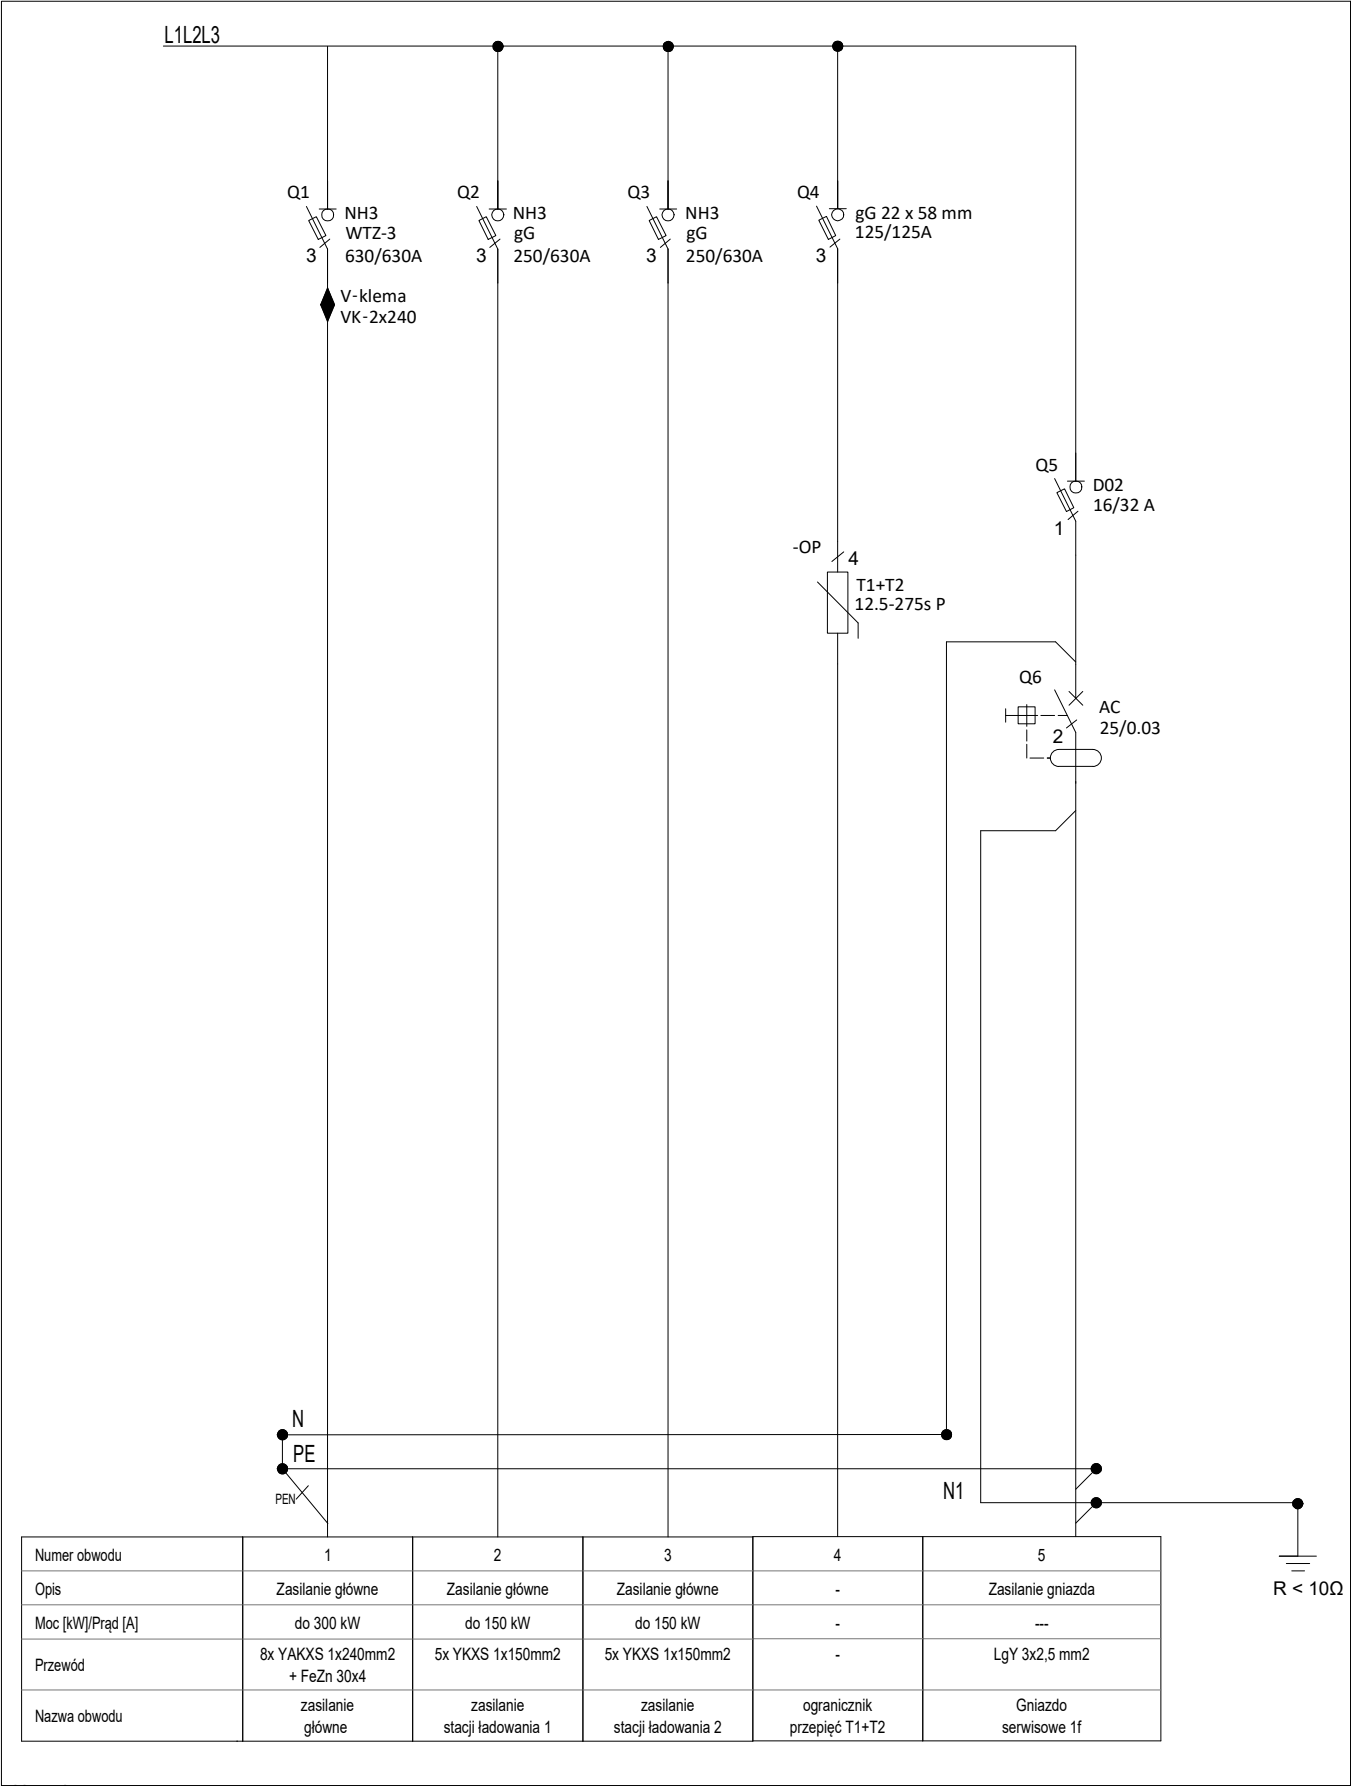 L1L2L3
Q1
NH3
WTZ-3
3
630/630A
V-klema
VK-2x240
Q2
NH3
gG
3
250/630A
Q3
NH3
gG
3
250/630A
Q4
gG 22 x 58 mm
125/125A
3
Q5
D02
16/32 A
1
-OP
4
T1+T2
12.5-275s P
Q6
AC
25/0.03
2
N
PE
PEN
N1
R < 10Ω
Numer obwodu 1 2 3 4 5
Opis Zasilanie główne Zasilanie główne Zasilanie główne - Zasilanie gniazda
Moc [kW]/Prąd [A] do 300 kW do 150 kW do 150 kW - ---
Przewód 8x YAKXS 1x240mm2 5x YKXS 1x150mm2 5x YKXS 1x150mm2 - LgY 3x2,5 mm2
+ FeZn 30x4
Nazwa obwodu
zasilanie zasilanie zasilanie ogranicznik Gniazdo
główne stacji ładowania 1 stacji ładowania 2 przepięć T1+T2 serwisowe 1f